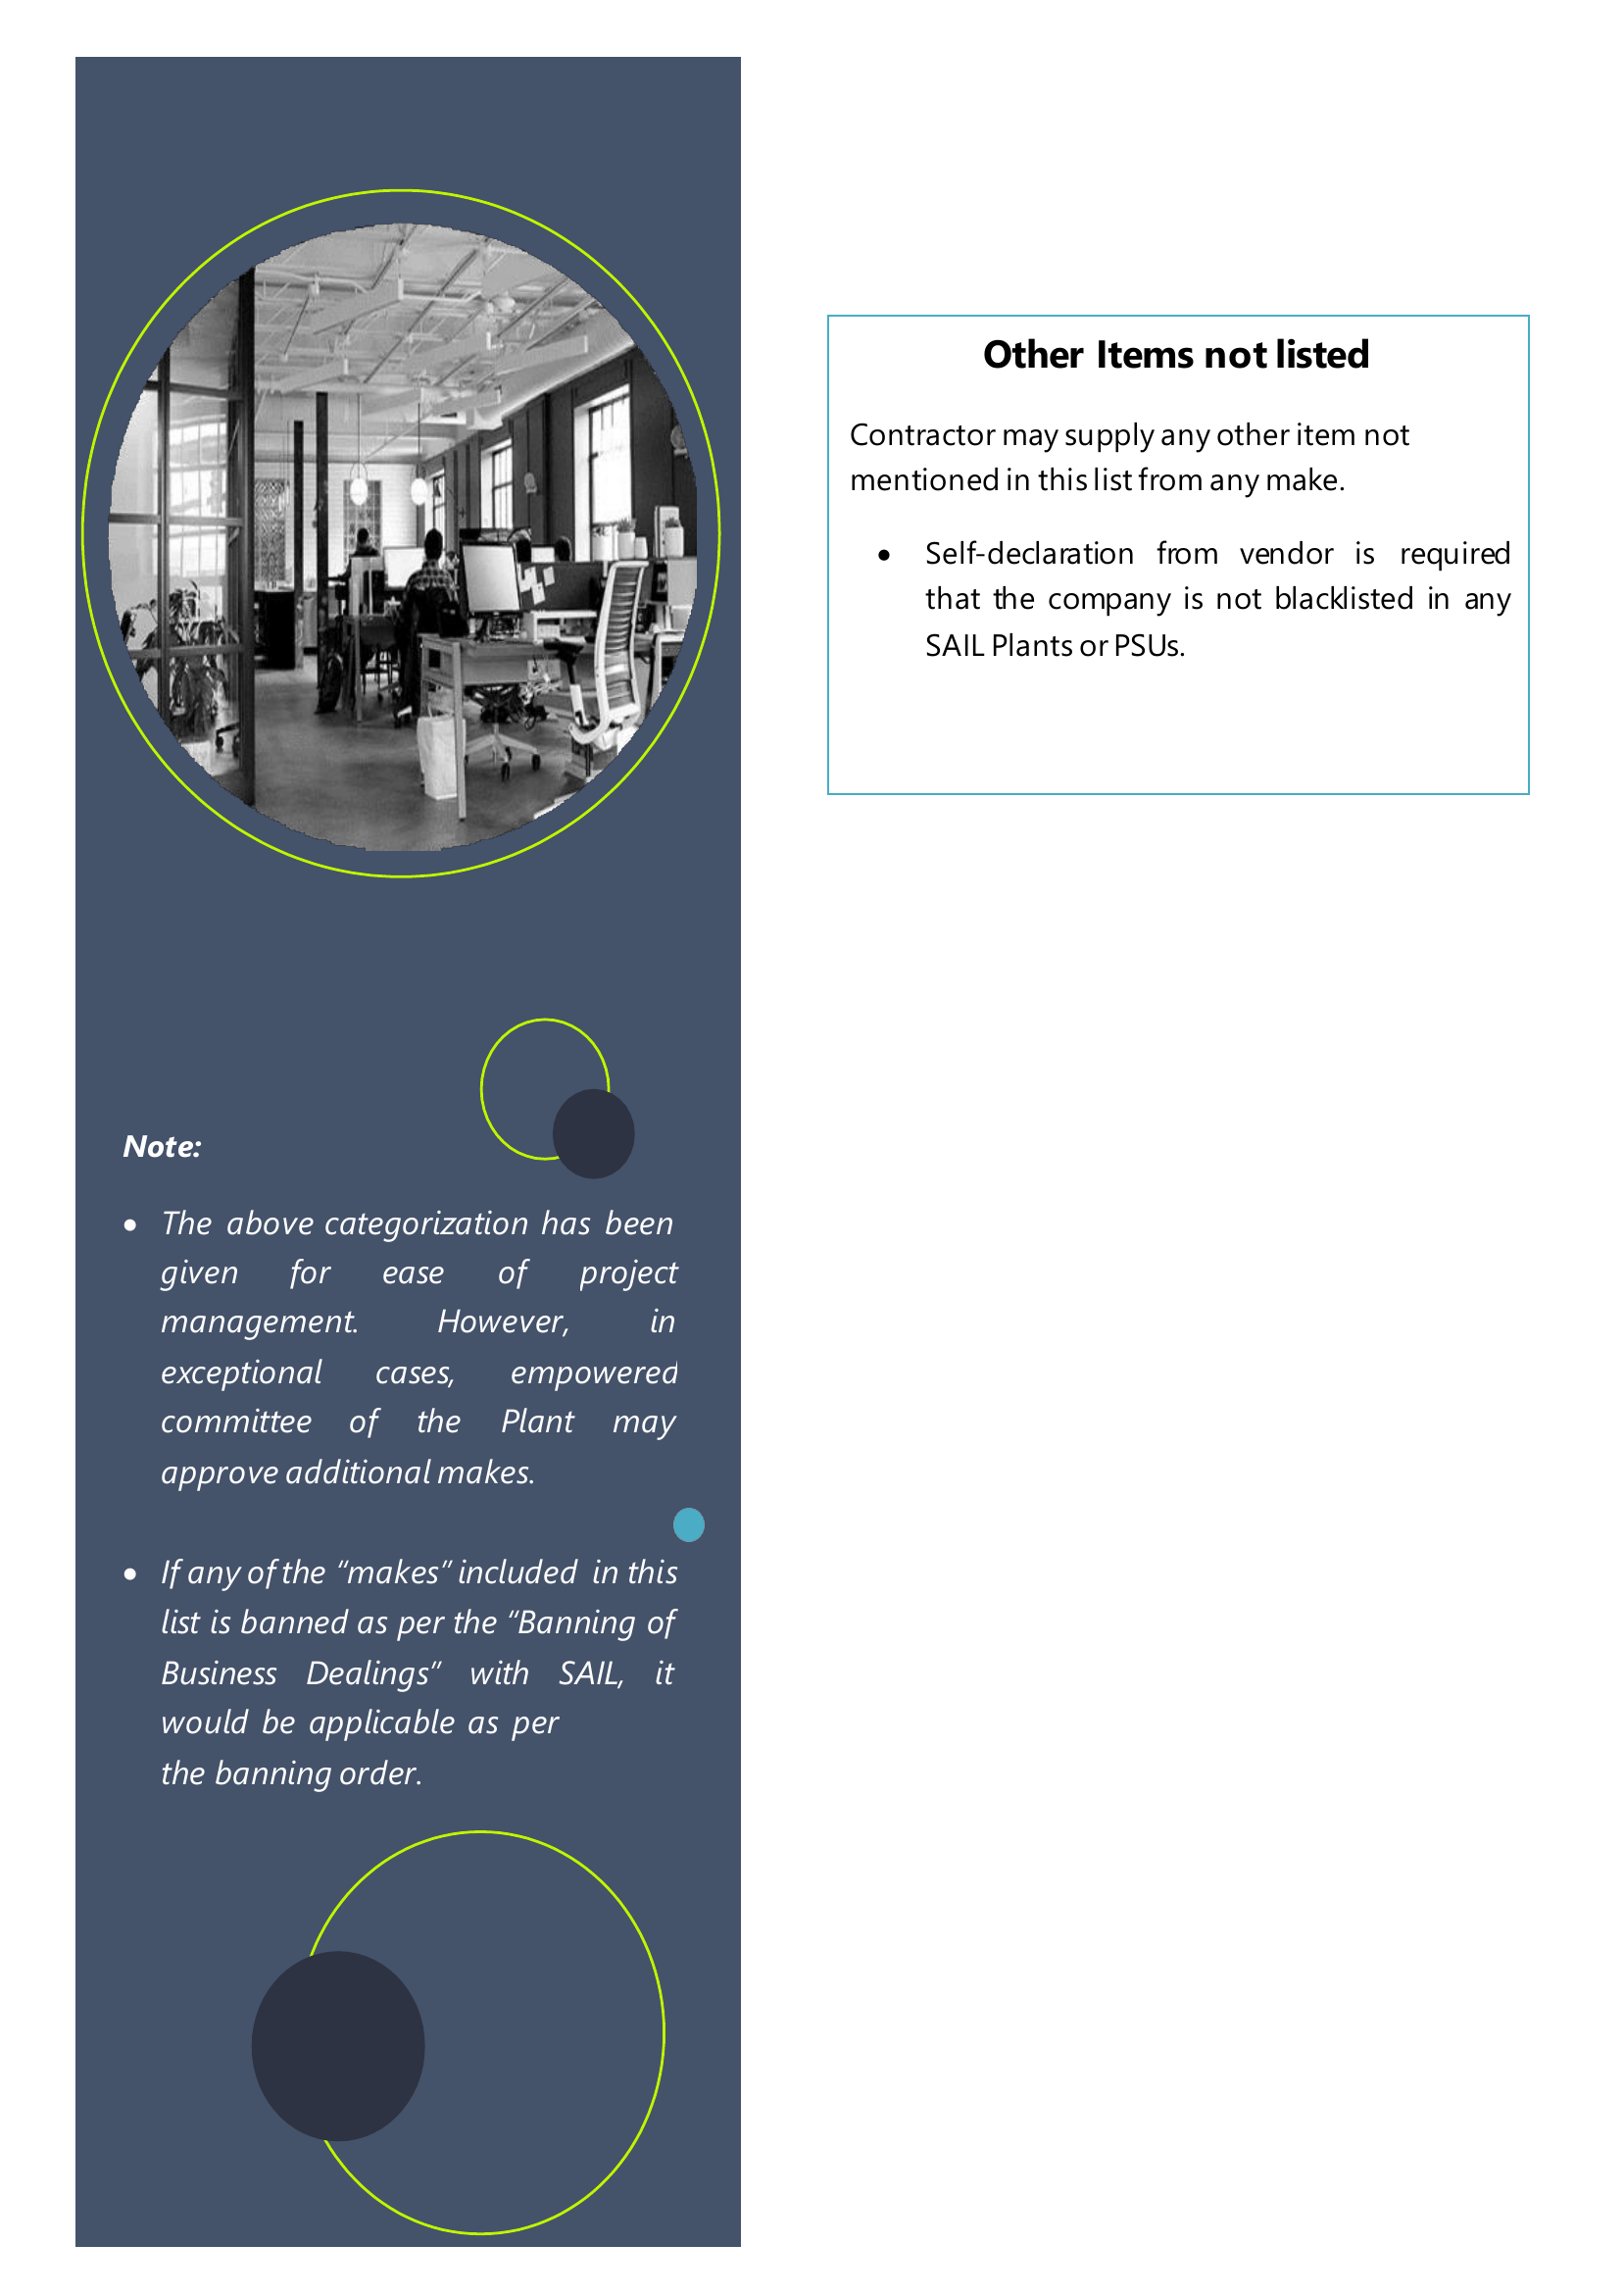 Other Items not listed
Contractor may supply any other item not
mentioned in this list from any make.
• Self-declaration from vendor is required
that the company is not blacklisted in any
SAIL Plants or PSUs.
Note:
• The above categorization has been
given for ease of project
management. However, in
exceptional cases, empowered
committee of the Plant may
approve additional makes.
• If any of the “makes” included in this
list is banned as per the “Banning of
Business Dealings” with SAIL, it
would be applicable as per
the banning order.